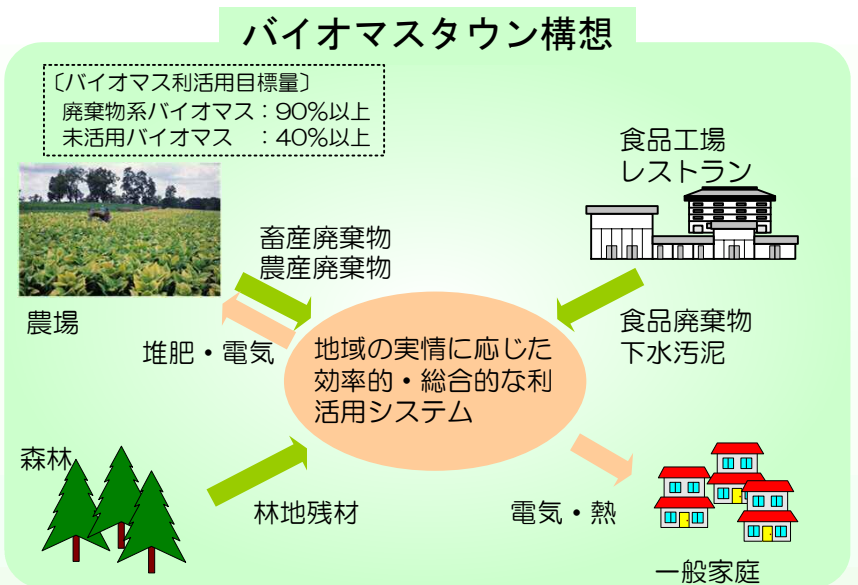 バイオマスタウン構想
〔バイオマス利活用目標量〕
廃棄物系バイオマス：90%以上
未活用バイオマス　：40%以上
食品工場
レストラン
畜産廃棄物
農産廃棄物
農場
堆肥・電気
地域の実情に応じた
効率的・総合的な利
活用システム
食品廃棄物
下水汚泥
森林
林地残材
電気・熱
一般家庭